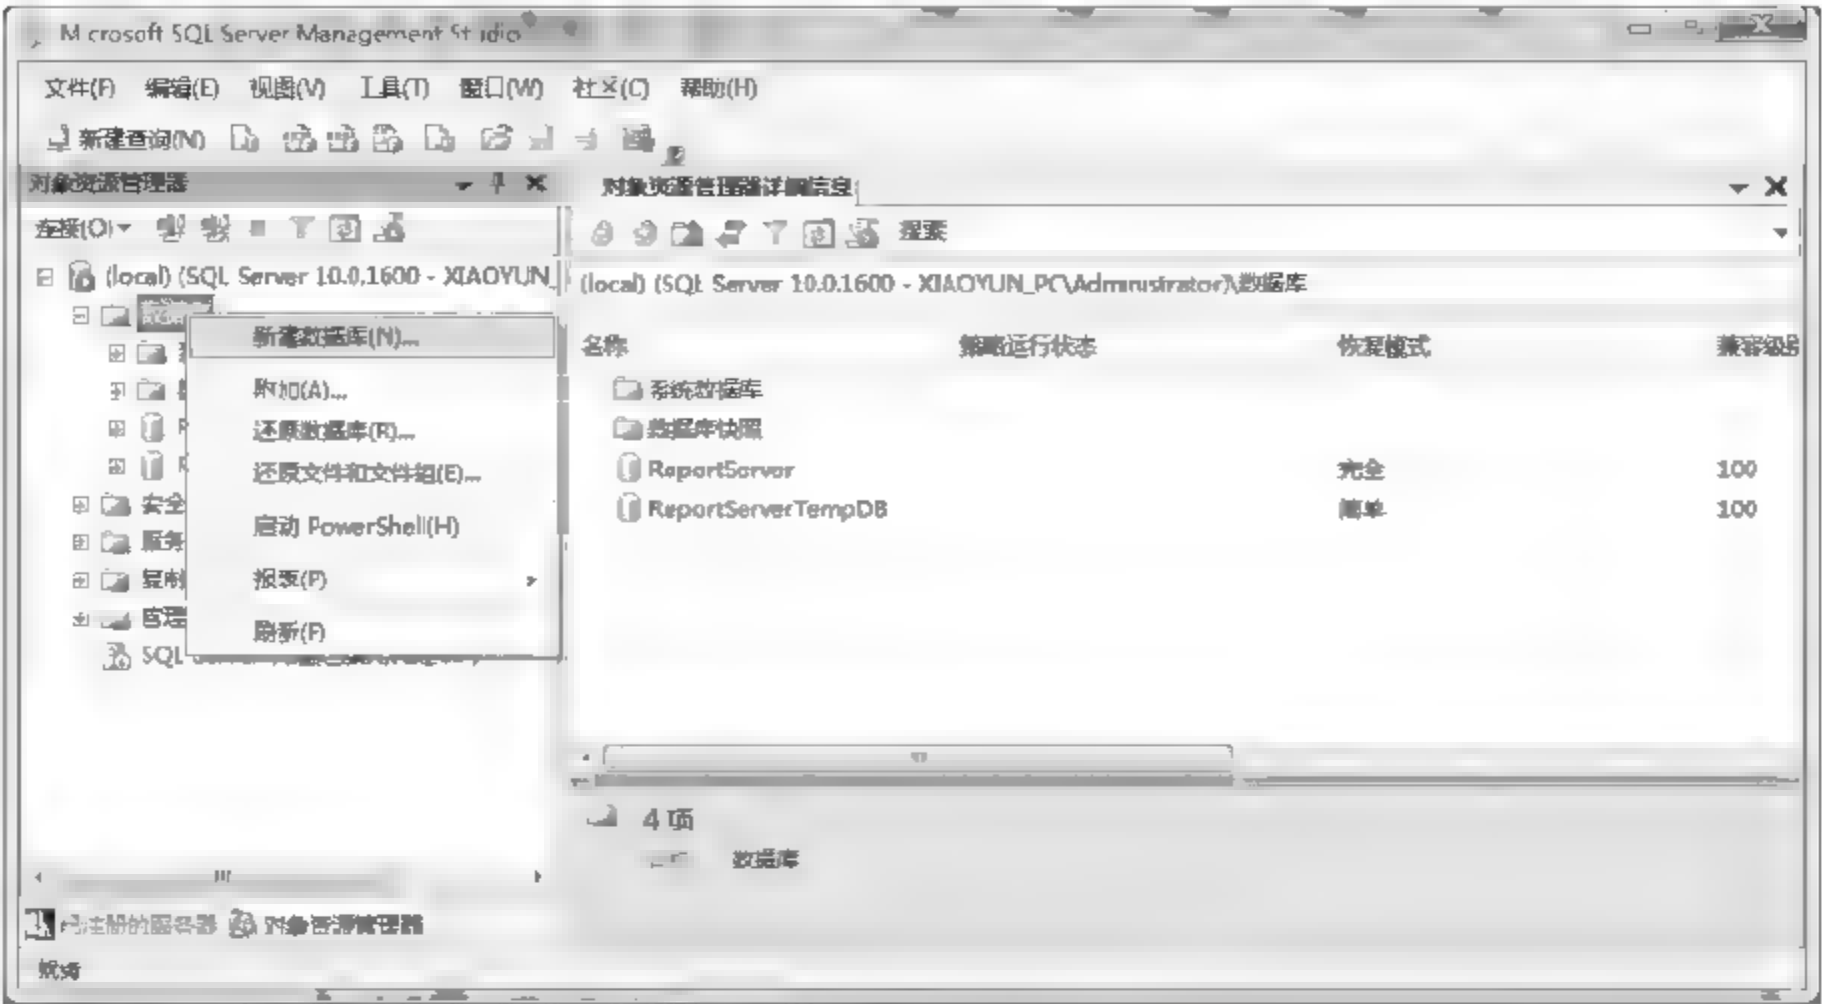 Microsoft SQL Server Management Studio
文件(F) 编辑(E) 视图(V) 工具(T) 窗口(W) 社区(C) 帮助(H)
新建查询(N)
对象资源管理器
连接(O)
(local) (SQL Server 10.0.1600 - XIAOYUN_
新建数据库(N)...
附加(A)...
还原数据库(R)...
还原文件和文件组(E)...
启动 PowerShell(H)
报表(P)
刷新(F)
R
R
安全
服务
复制
管理
SQL
已注册的服务器 对象资源管理器
对象资源管理器详细信息
搜索
(local) (SQL Server 10.0.1600 - XIAOYUN_PC\Administrator)\数据库
名称 策略运行状态 恢复模式 兼容级别
系统数据库
数据库快照
ReportServer 完全 100
ReportServerTempDB 简单 100
4 项
数据库
就绪